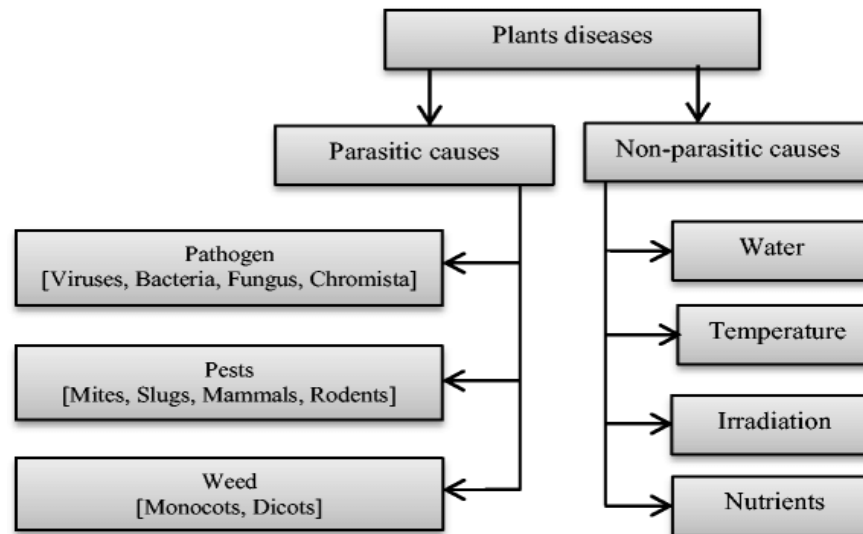 Plants diseases
Parasitic causes
Non-parasitic causes
Pathogen
[Viruses, Bacteria, Fungus, Chromista]
Pests
[Mites, Slugs, Mammals, Rodents]
Weed
[Monocots, Dicots]
Water
Temperature
Irradiation
Nutrients